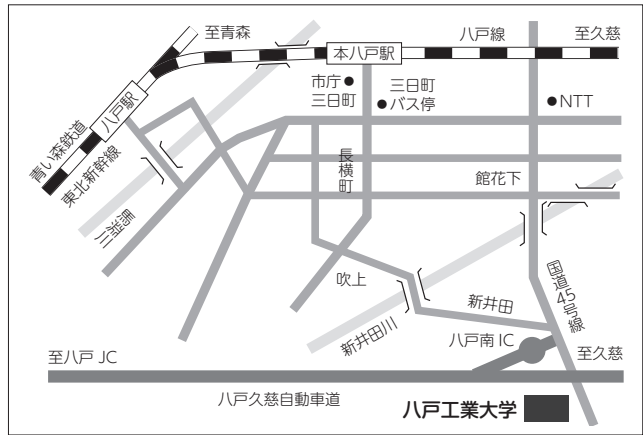 至青森
八戸線
至久慈
本八戸駅
市庁
三日町
三日町
バス停
NTT
八戸駅
青い森鉄道
東北新幹線
馬淵川
長横町
館花下
吹上
新井田
新井田川
国道45号線
八戸南IC
至八戸JC
至久慈
八戸久慈自動車道
八戸工業大学